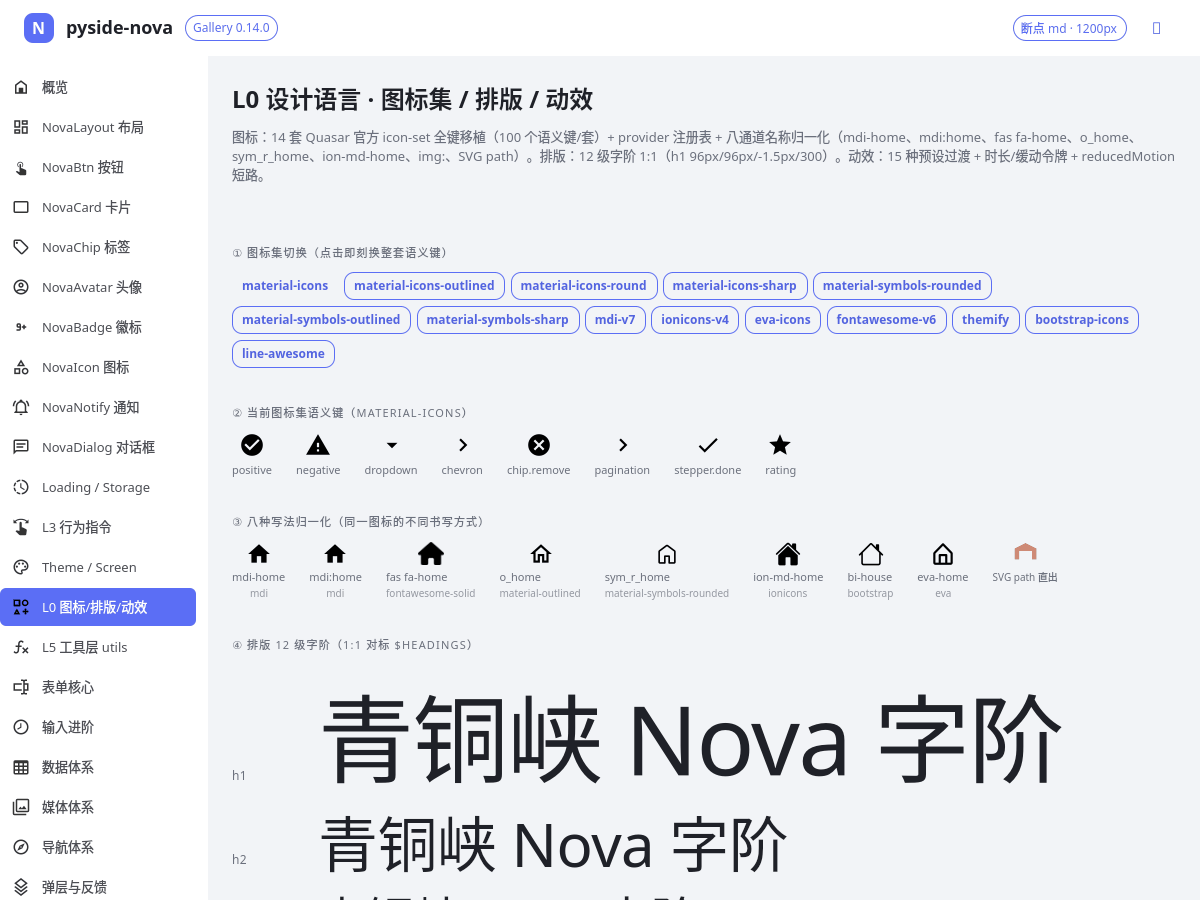 N pyside-nova Gallery 0.14.0 断点 md · 1200px
概览
NovaLayout 布局
NovaBtn 按钮
NovaCard 卡片
NovaChip 标签
NovaAvatar 头像
9+ NovaBadge 徽标
NovaIcon 图标
NovaNotify 通知
NovaDialog 对话框
Loading / Storage
L3 行为指令
Theme / Screen
L0 图标/排版/动效
L5 工具层 utils
表单核心
输入进阶
数据体系
媒体体系
导航体系
弹层与反馈
L0 设计语言 · 图标集 / 排版 / 动效
图标：14 套 Quasar 官方 icon-set 全键移植（100 个语义键/套）+ provider 注册表 + 八通道名称归一化（mdi-home、mdi:home、fas fa-home、o_home、
sym_r_home、ion-md-home、img:、SVG path）。排版：12 级字阶 1:1（h1 96px/96px/-1.5px/300）。动效：15 种预设过渡 + 时长/缓动令牌 + reducedMotion
短路。
① 图标集切换（点击即刻换整套语义键）
material-icons material-icons-outlined material-icons-round material-icons-sharp material-symbols-rounded
material-symbols-outlined material-symbols-sharp mdi-v7 ionicons-v4 eva-icons fontawesome-v6 themify bootstrap-icons
line-awesome
② 当前图标集语义键（MATERIAL-ICONS）
positive negative dropdown chevron chip.remove pagination stepper.done rating
③ 八种写法归一化（同一图标的不同书写方式）
mdi-home mdi:home fas fa-home o_home sym_r_home ion-md-home bi-house eva-home SVG path 直出
mdi mdi fontawesome-solid material-outlined material-symbols-rounded ionicons bootstrap eva
④ 排版 12 级字阶（1:1 对标 $HEADINGS）
h1 青铜峡 Nova 字阶
h2 青铜峡 Nova 字阶